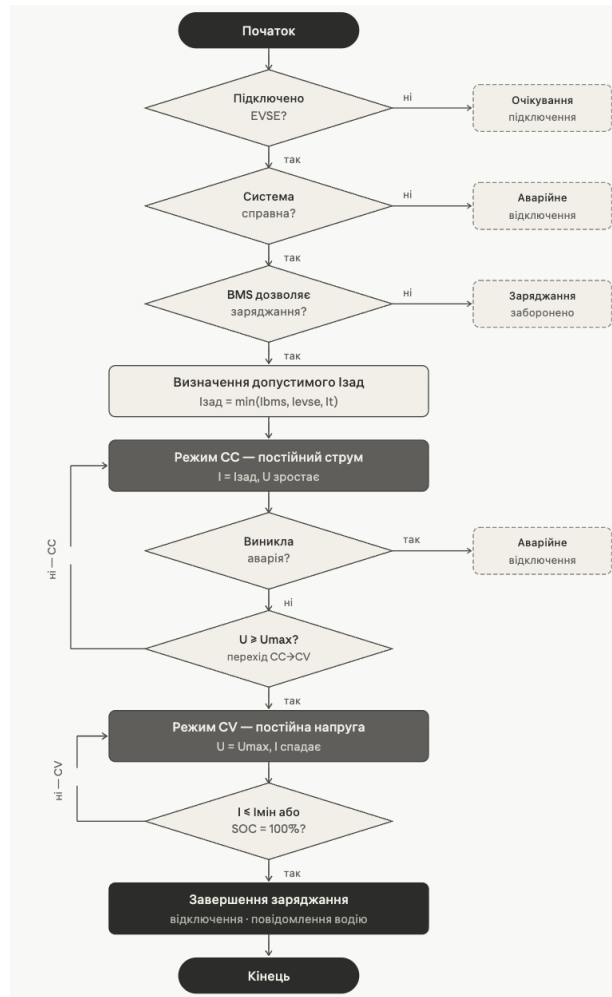 Початок
Підключено
EVSE?
ні
Очікування
підключення
так
Система
справна?
ні
Аварійне
відключення
так
BMS дозволяє
заряджання?
ні
Заряджання
заборонено
так
Визначення допустимого Ізад
Ізад = min(Ibms, Ievse, It)
Режим СС — постійний струм
I = Ізад, U зростає
Виникла
аварія?
так
Аварійне
відключення
ні — СС
ні
U ⩾ Umax?
перехід CC→CV
так
Режим CV — постійна напруга
U = Umax, I спадає
ні — CV
I ⩽ Імін або
SOC = 100%?
так
Завершення заряджання
відключення · повідомлення водію
Кінець